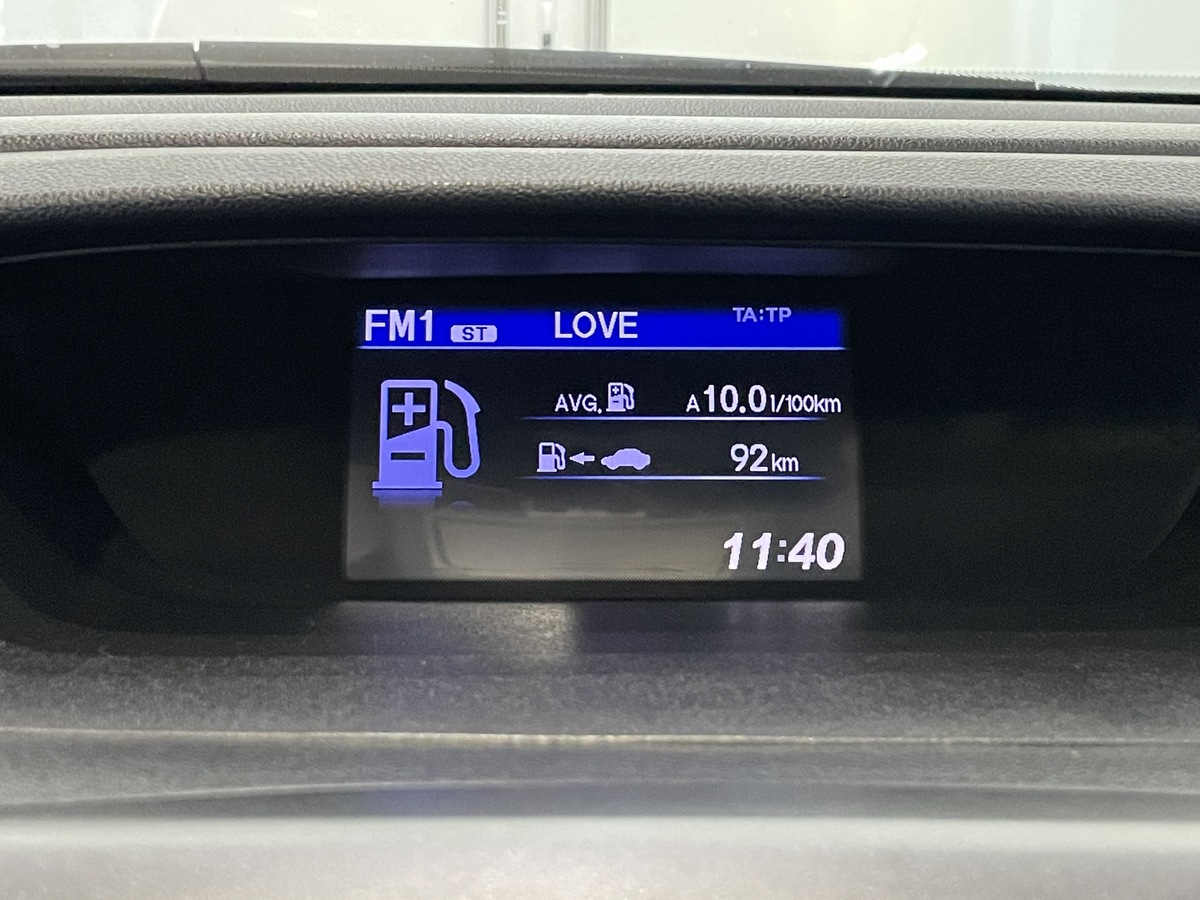 FM1 ST LOVE TA:TP
AVG. A 10.0 l/100km
92 km
11:40